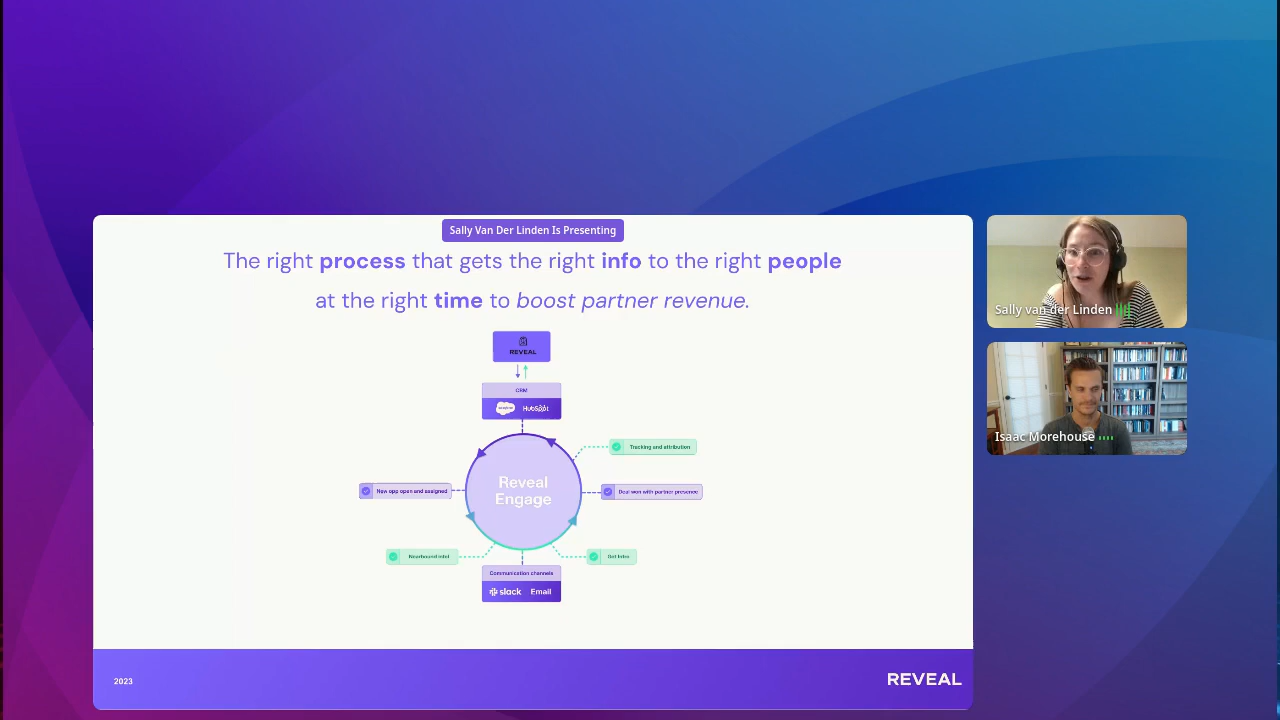 Sally Van Der Linden Is Presenting
The right process that gets the right info to the right people
at the right time to boost partner revenue.
REVEAL
CRM
salesforce HubSpot
Tracking and attribution
Reveal
Engage
New opp open and assigned
Deal won with partner presence
Nearbound intel
Get Intro
Communication channels
slack Email
2023
REVEAL
Sally van der Linden
Isaac Morehouse